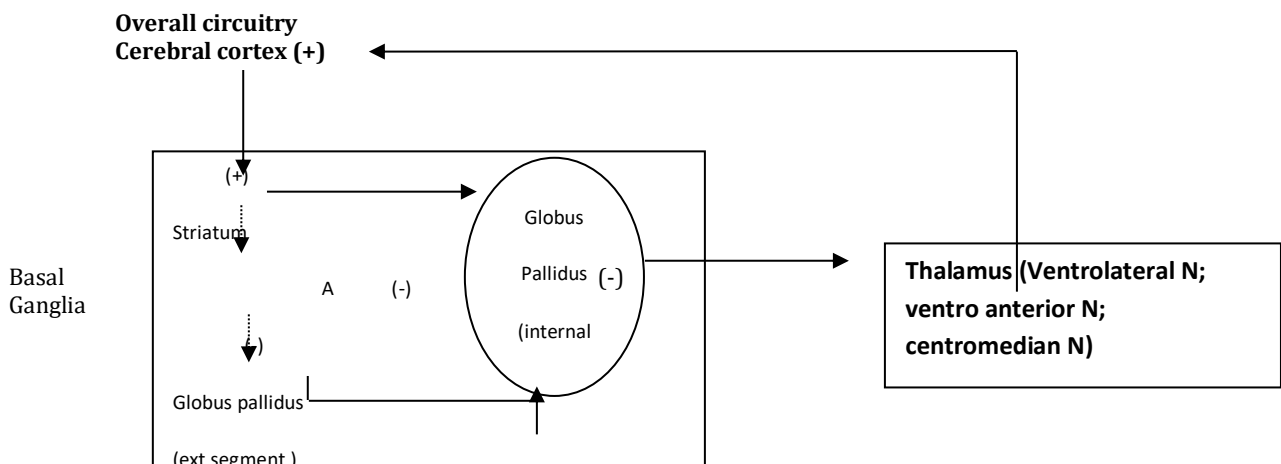 Overall circuitry
Cerebral cortex (+)
(+)
Striatum
Basal
Ganglia
A (-)
( )
Globus pallidus
(ext segment )
Globus
Pallidus (-)
(internal
Thalamus (Ventrolateral N;
ventro anterior N;
centromedian N)